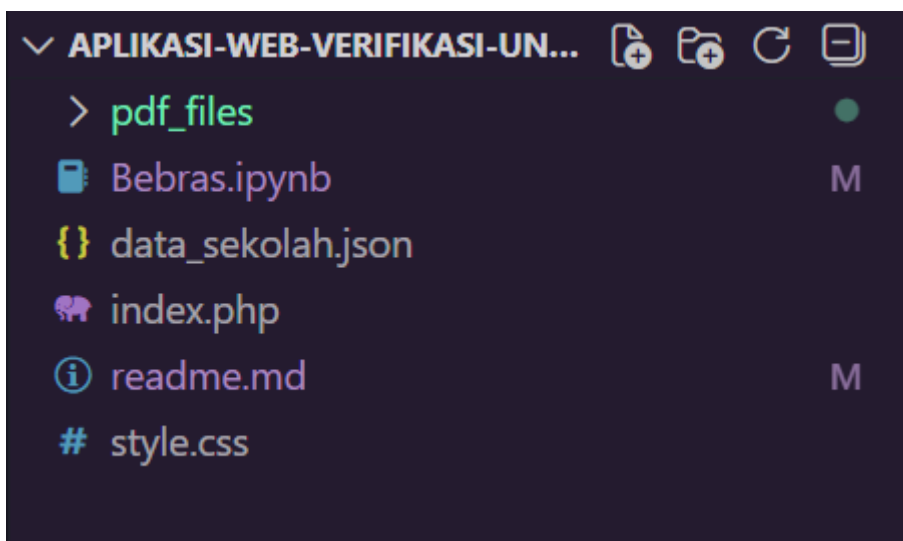 APLIKASI-WEB-VERIFIKASI-UN...
pdf_files
Bebras.ipynb M
{} data_sekolah.json
index.php
readme.md M
# style.css